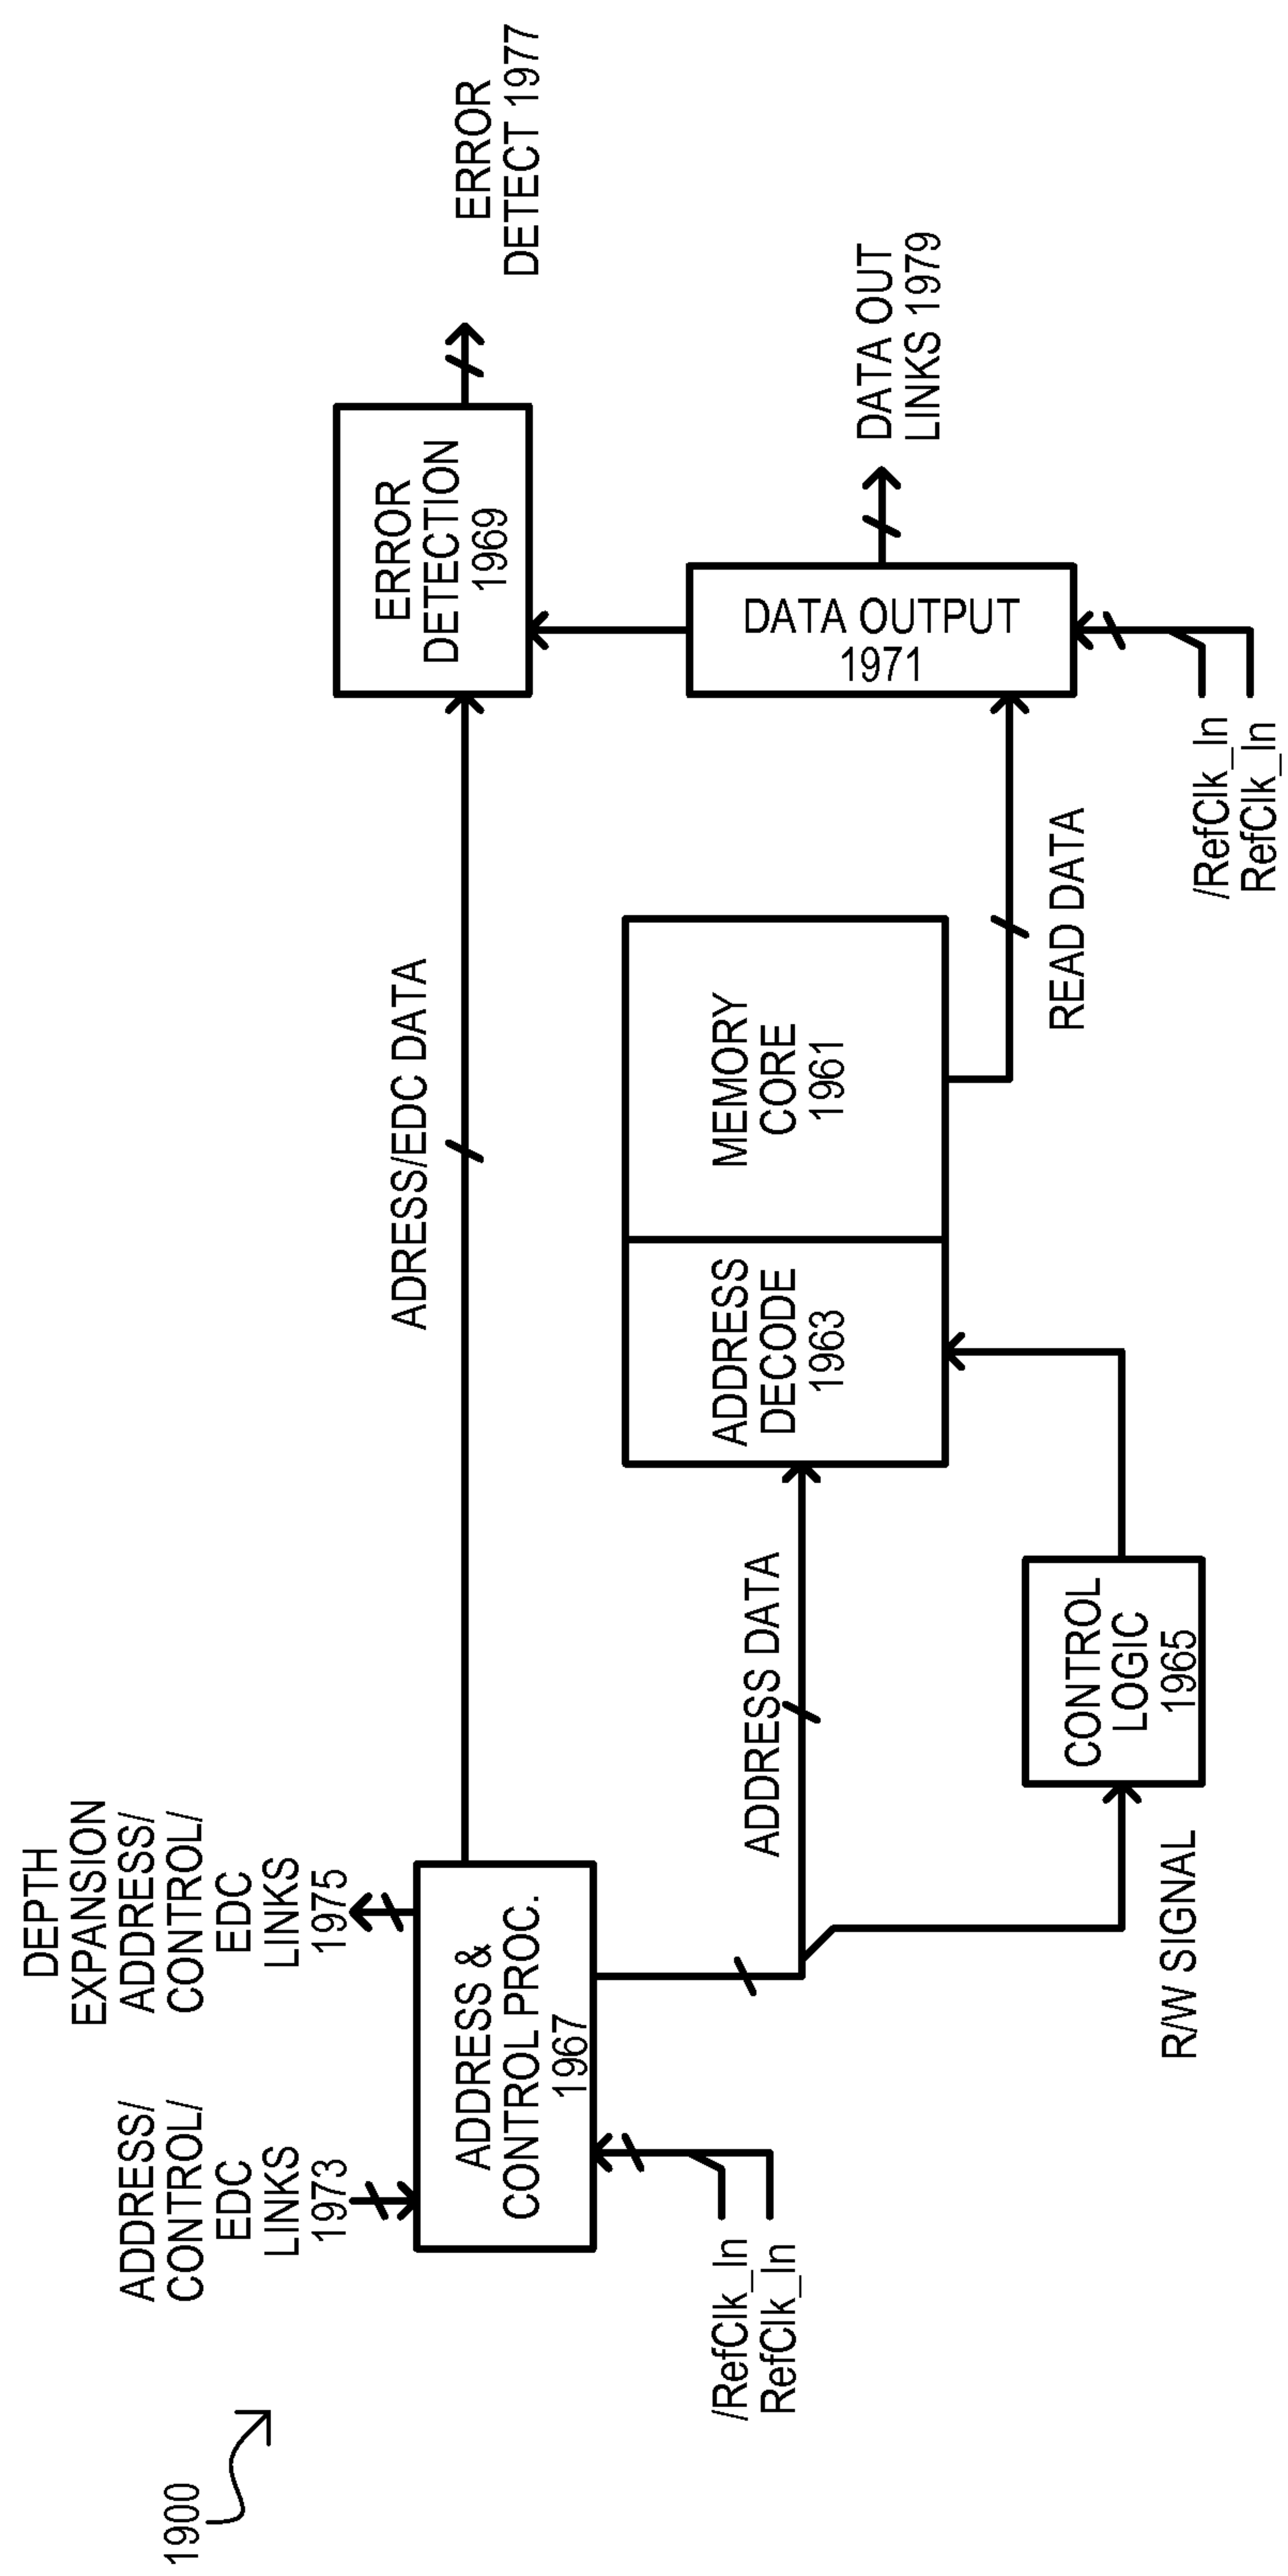 1900
ADDRESS/
CONTROL/
EDC
LINKS
1973
DEPTH
EXPANSION
ADDRESS/
CONTROL/
EDC
LINKS
1975
ADDRESS &
CONTROL PROC.
1967
/RefClk_In
RefClk_In
ADRESS/EDC DATA
ADDRESS DATA
R/W SIGNAL
CONTROL
LOGIC
1965
ADDRESS
DECODE
1963
MEMORY
CORE
1961
READ DATA
ERROR
DETECTION
1969
ERROR
DETECT 1977
DATA OUTPUT
1971
DATA OUT
LINKS 1979
/RefClk_In
RefClk_In